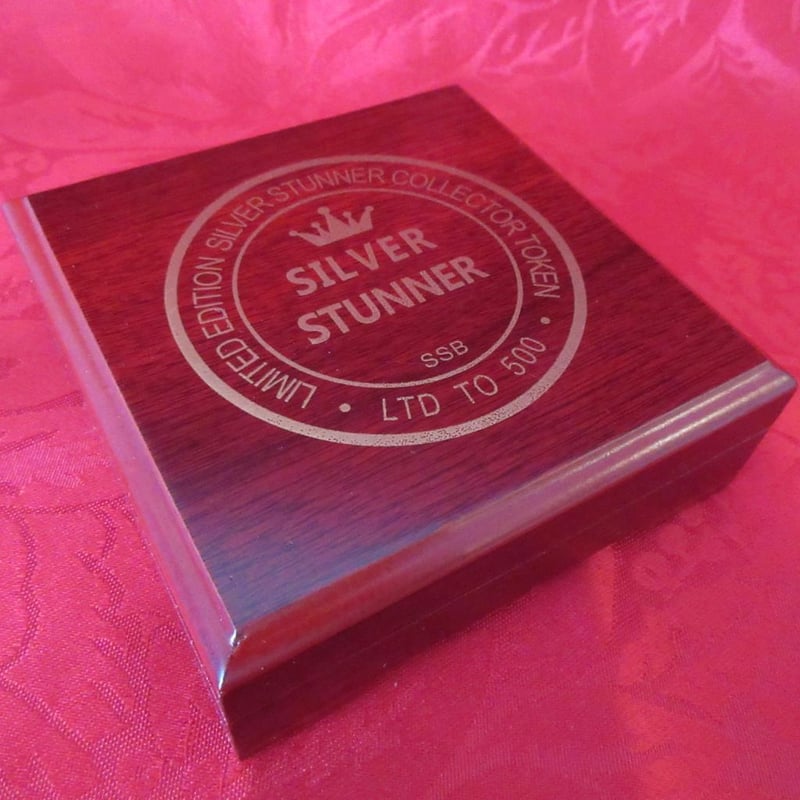 LIMITED EDITION SILVER STUNNER COLLECTOR TOKEN
SILVER
STUNNER
SSB
• LTD TO 500 •